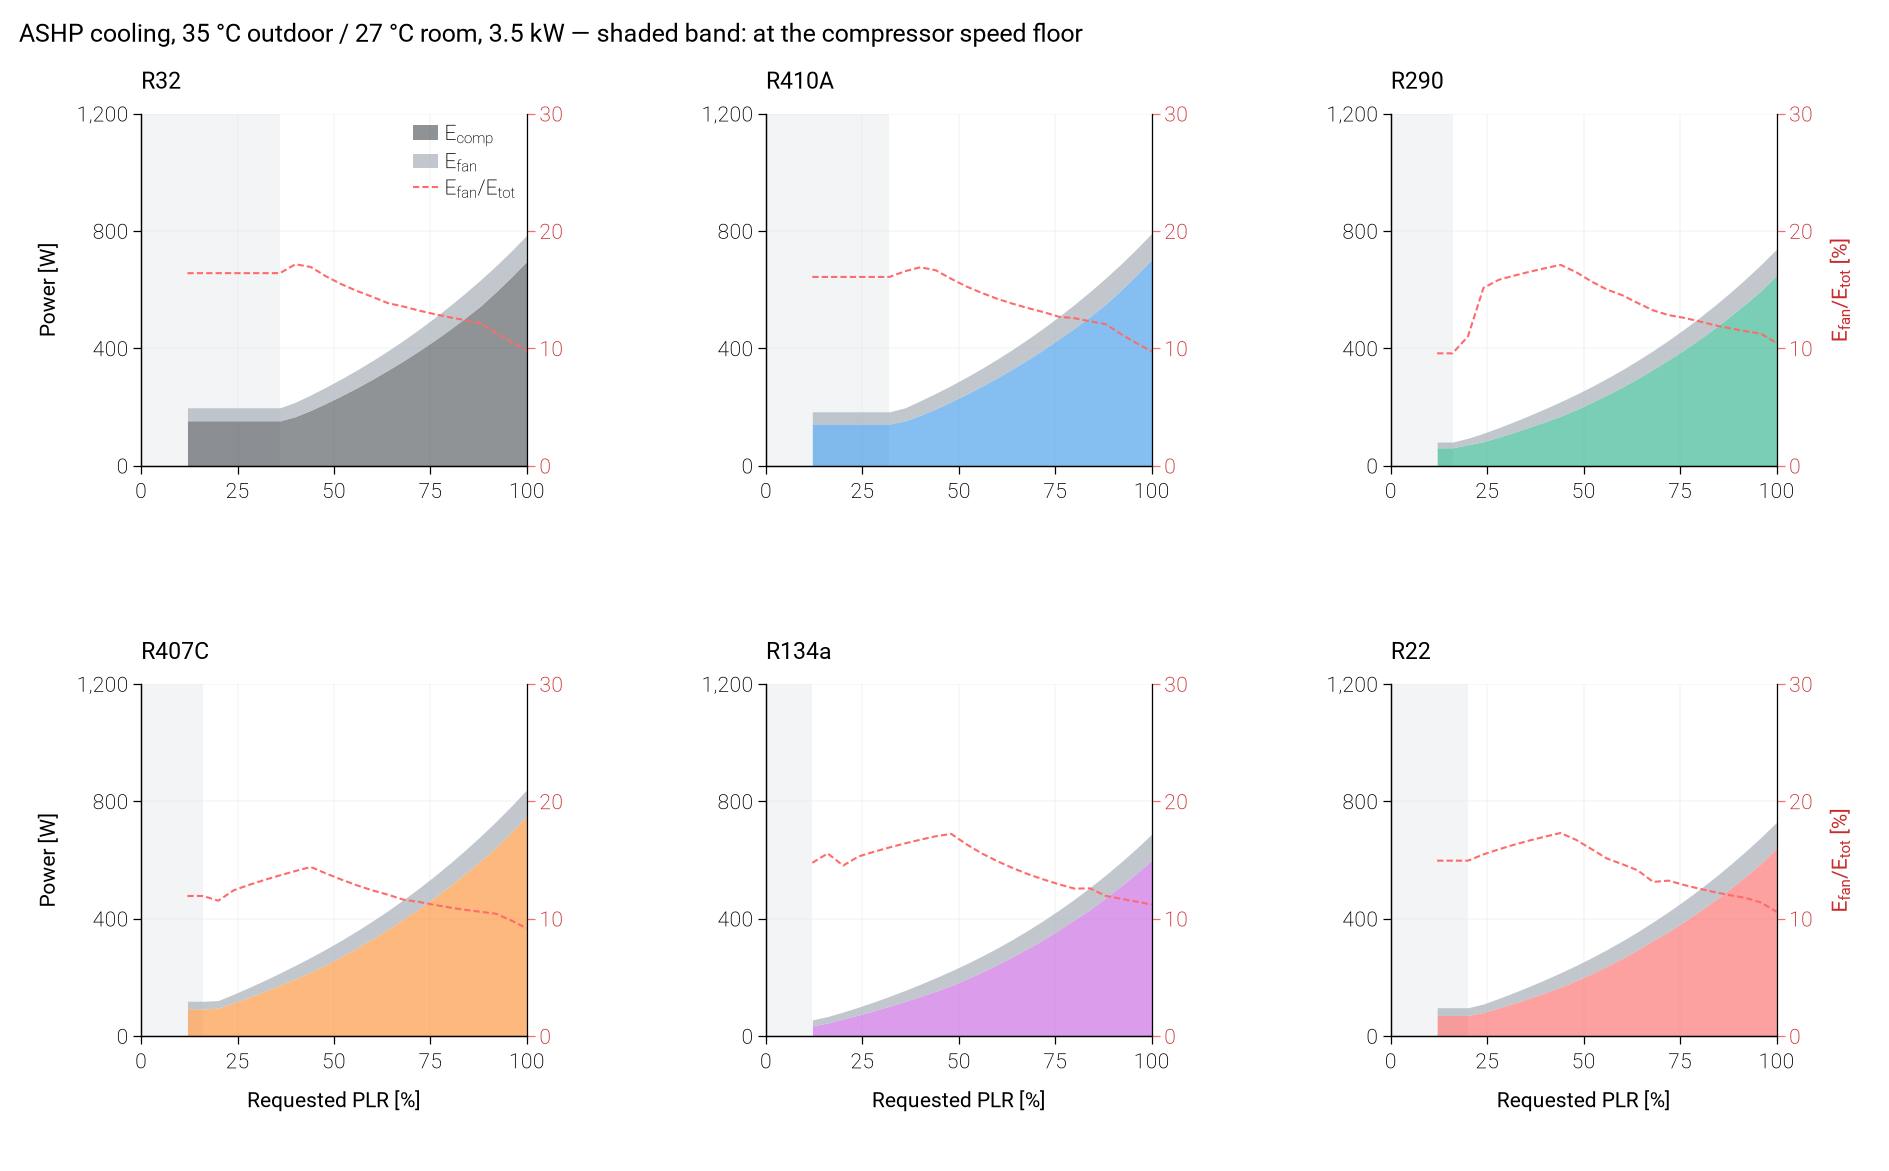 ASHP cooling, 35 °C outdoor / 27 °C room, 3.5 kW — shaded band: at the compressor speed floor
R32
1,200
800
400
0
Power [W]
0 25 50 75 100
30
20
10
0
Ecomp
Efan
Efan/Etot
R410A
1,200
800
400
0
0 25 50 75 100
30
20
10
0
R290
1,200
800
400
0
0 25 50 75 100
30
20
10
0
Efan/Etot [%]
R407C
1,200
800
400
0
Power [W]
0 25 50 75 100
Requested PLR [%]
30
20
10
0
R134a
1,200
800
400
0
0 25 50 75 100
Requested PLR [%]
30
20
10
0
R22
1,200
800
400
0
0 25 50 75 100
Requested PLR [%]
30
20
10
0
Efan/Etot [%]